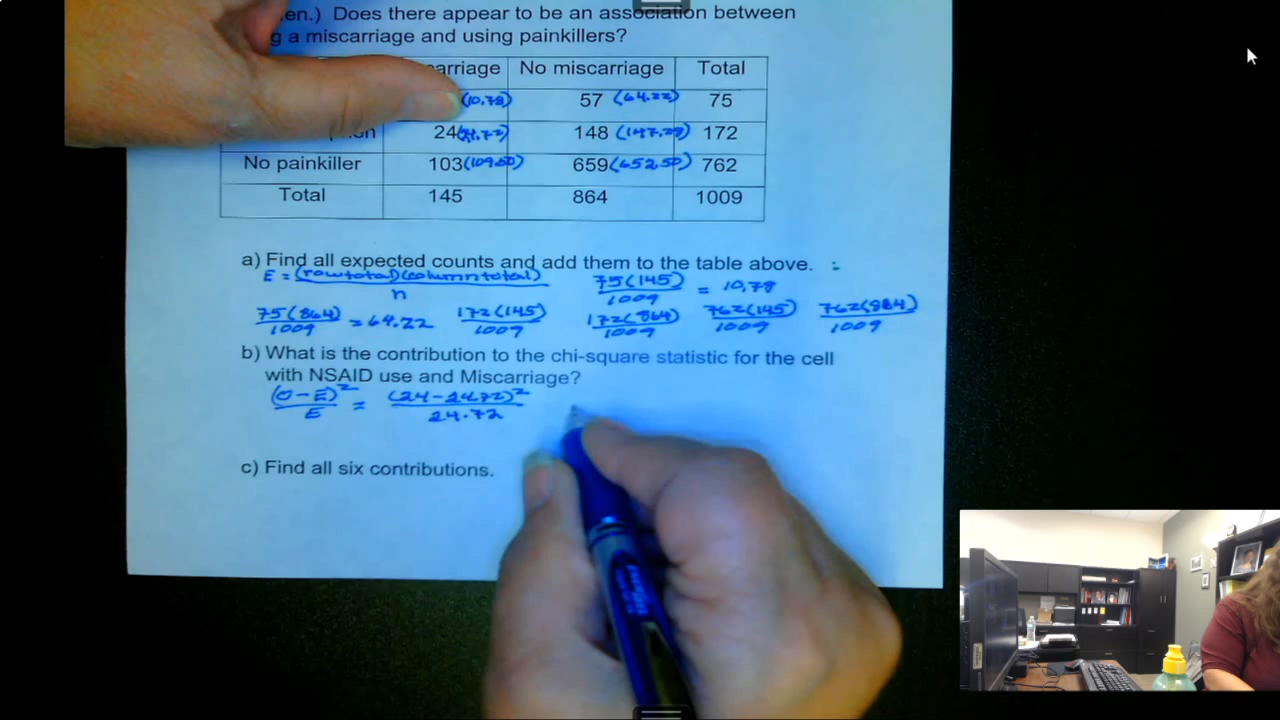 en.) Does there appear to be an association between
g a miscarriage and using painkillers?
arriage No miscarriage Total
(10.78) 57 (64.22) 75
en 24 (24.72) 148 (147.28) 172
No painkiller 103 (109.50) 659 (652.50) 762
Total 145 864 1009
a) Find all expected counts and add them to the table above. :
E = (row total)(column total) / n 75(145) / 1009 = 10.78
75(864) / 1009 = 64.22 172(145) / 1009 172(864) / 1009 762(145) / 1009 762(864) / 1009
b) What is the contribution to the chi-square statistic for the cell
with NSAID use and Miscarriage?
(O-E)² / E = (24-24.72)² / 24.72
c) Find all six contributions.